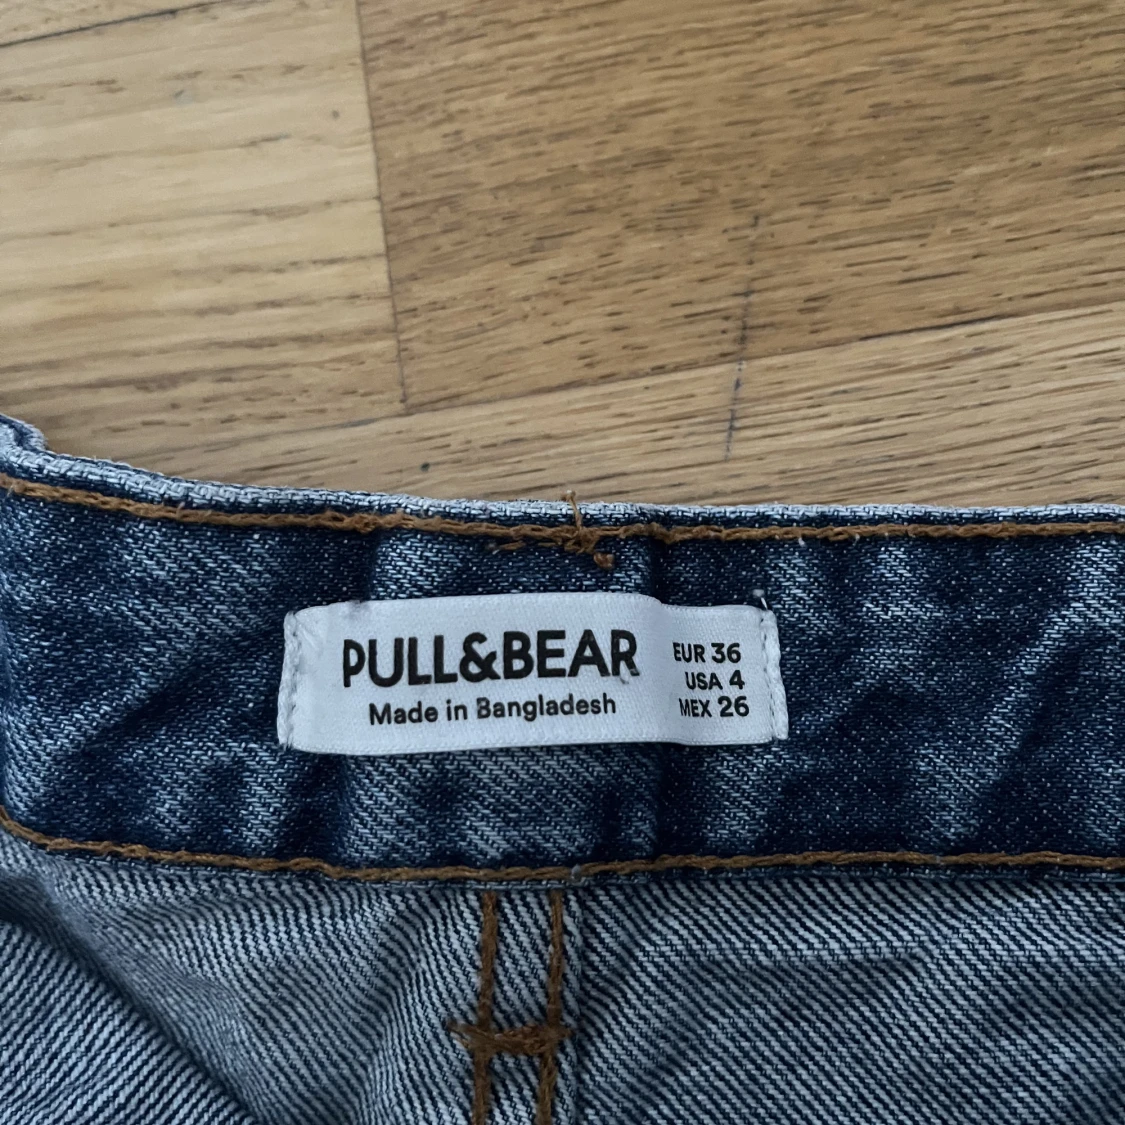 PULL&BEAR
Made in Bangladesh
EUR 36
USA 4
MEX 26